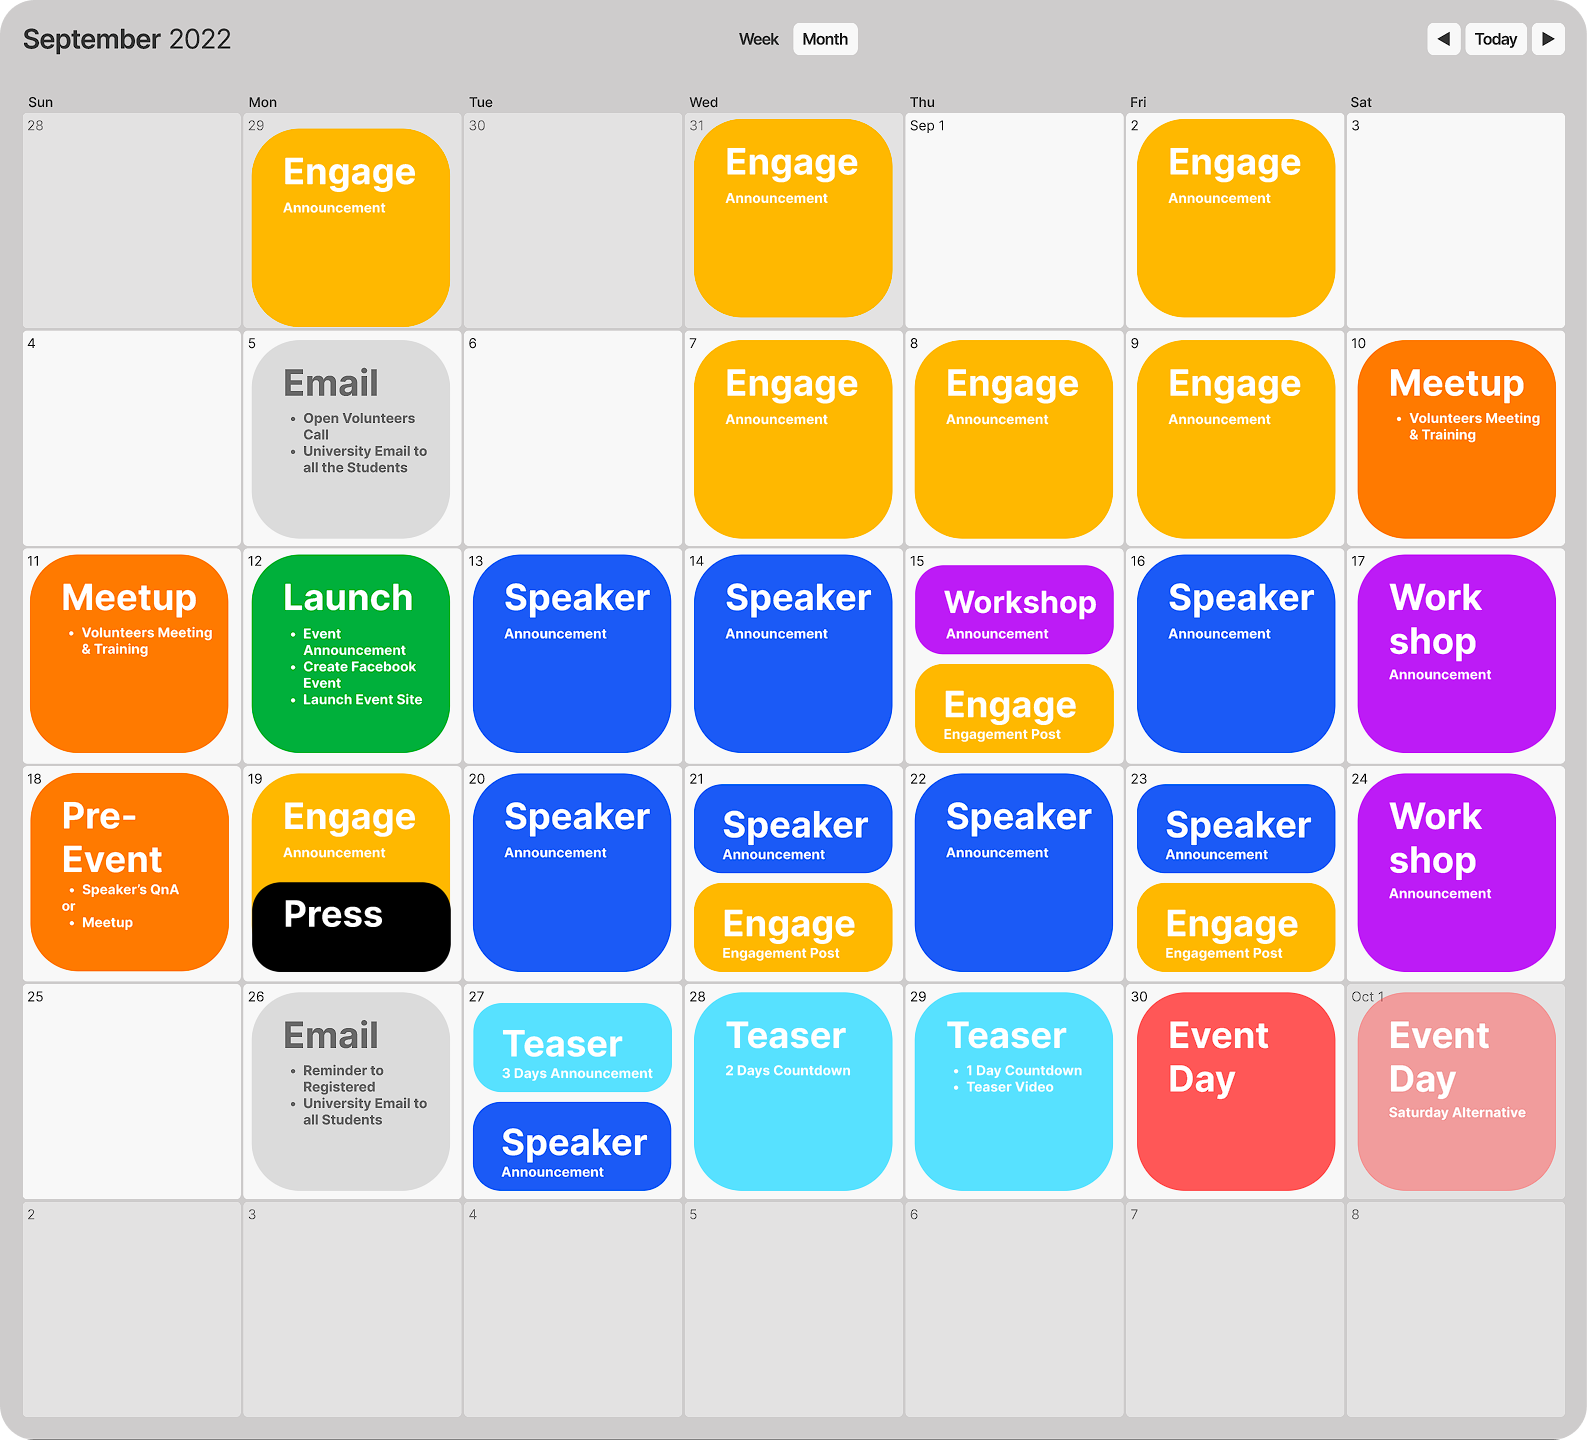 September 2022
Week Month
◀ Today ▶
Sun Mon Tue Wed Thu Fri Sat
28
29
Engage
Announcement
30
31
Engage
Announcement
Sep 1
2
Engage
Announcement
3
4
5
Email
• Open Volunteers
Call
• University Email to
all the Students
6
7
Engage
Announcement
8
Engage
Announcement
9
Engage
Announcement
10
Meetup
• Volunteers Meeting
& Training
11
Meetup
• Volunteers Meeting
& Training
12
Launch
• Event
Announcement
• Create Facebook
Event
• Launch Event Site
13
Speaker
Announcement
14
Speaker
Announcement
15
Workshop
Announcement
Engage
Engagement Post
16
Speaker
Announcement
17
Work
shop
Announcement
18
Pre-
Event
• Speaker’s QnA
or
• Meetup
19
Engage
Announcement
Press
20
Speaker
Announcement
21
Speaker
Announcement
Engage
Engagement Post
22
Speaker
Announcement
23
Speaker
Announcement
Engage
Engagement Post
24
Work
shop
Announcement
25
26
Email
• Reminder to
Registered
• University Email to
all Students
27
Teaser
3 Days Announcement
Speaker
Announcement
28
Teaser
2 Days Countdown
29
Teaser
• 1 Day Countdown
• Teaser Video
30
Event
Day
Oct 1
Event
Day
Saturday Alternative
2
3
4
5
6
7
8